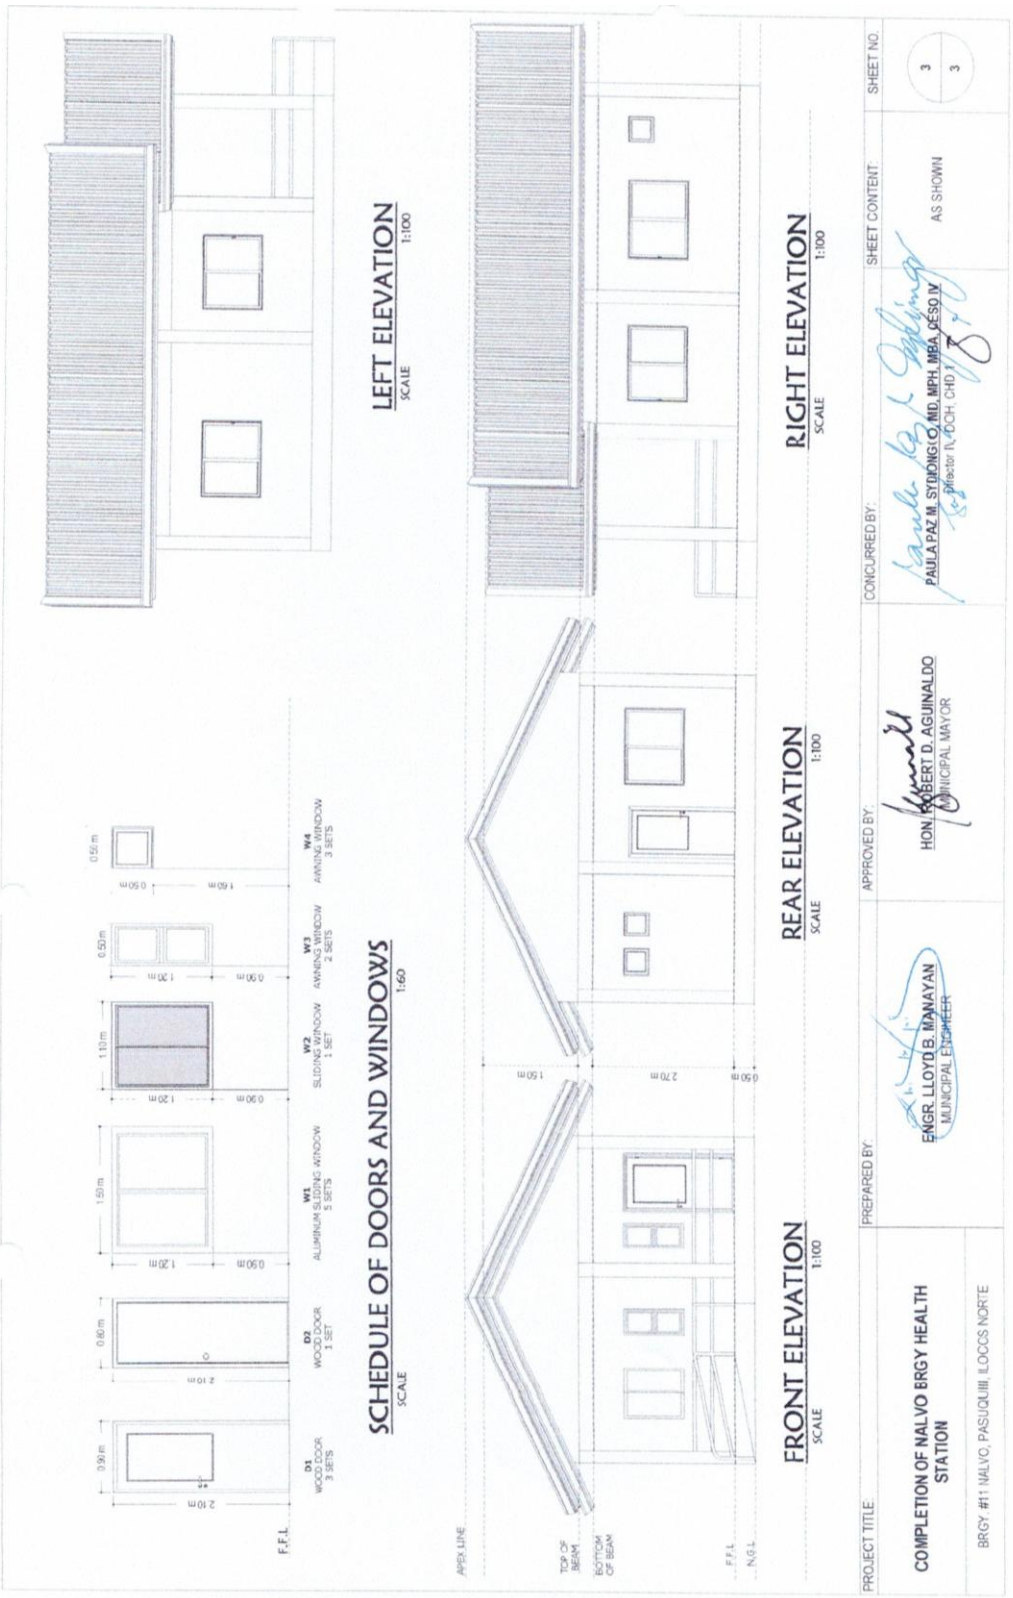 0.90 m
0.80 m
1.50 m
1.10 m
0.50 m
0.50 m
2.10 m
2.10 m
1.20 m
0.90 m
1.20 m
0.90 m
1.20 m
0.90 m
0.50 m
1.60 m
F.F.L
D1
WOOD DOOR
3 SETS
D2
WOOD DOOR
1 SET
W1
ALUMINUM SLIDING WINDOW
5 SETS
W2
SLIDING WINDOW
1 SET
W3
AWNING WINDOW
2 SETS
W4
AWNING WINDOW
3 SETS
SCHEDULE OF DOORS AND WINDOWS
SCALE 1:60
LEFT ELEVATION
SCALE 1:100
APEX LINE
TOP OF
BEAM
BOTTOM
OF BEAM
F.F.L
N.G.L
1.50 m
2.70 m
0.50 m
FRONT ELEVATION
SCALE 1:100
REAR ELEVATION
SCALE 1:100
RIGHT ELEVATION
SCALE 1:100
PROJECT TITLE
COMPLETION OF NALVO BRGY HEALTH
STATION
BRGY. #11 NALVO, PASUQUIN, ILOCOS NORTE
PREPARED BY:
ENGR. LLOYD B. MANAYAN
MUNICIPAL ENGINEER
APPROVED BY:
HON. ROBERT D. AGUINALDO
MUNICIPAL MAYOR
CONCURRED BY:
PAULA PAZ M. SYDIONGCO, MD, MPH, MBA, CESO IV
Director IV, DOH, CHD 1
SHEET CONTENT:
AS SHOWN
SHEET NO.
3
3